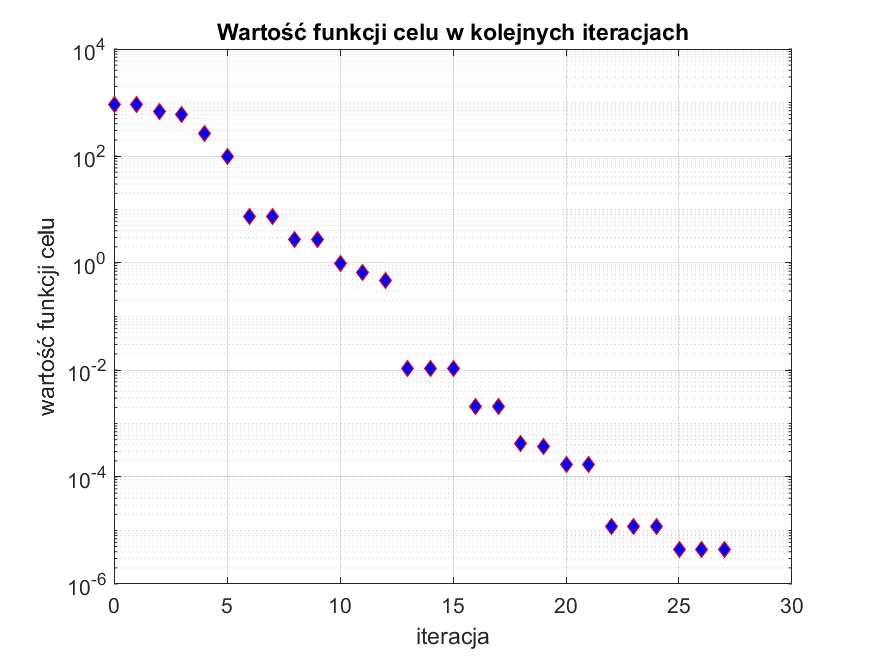 Wartość funkcji celu w kolejnych iteracjach
wartość funkcji celu
10^4
10^2
10^0
10^-2
10^-4
10^-6
0 5 10 15 20 25 30
iteracja